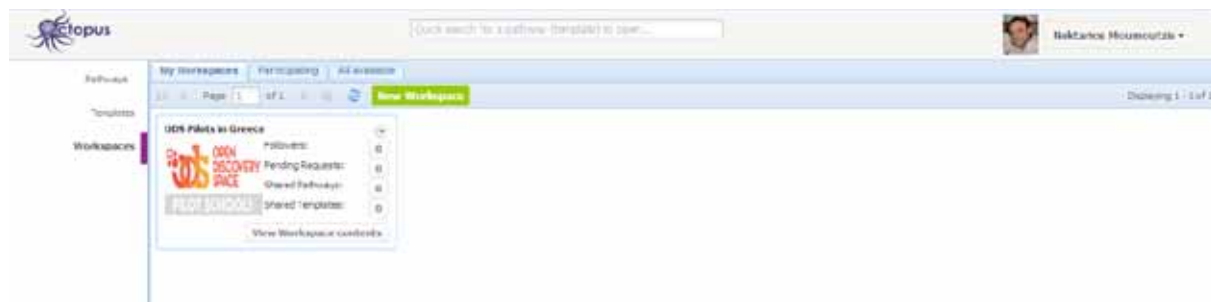 Octopus
Quick search for a pathway (template) to open...
Nektarios Moumoutzis
Pathways
Templates
Workspaces
My Workspaces Participating All available
Page 1 of 1
New Workspace
Displaying 1 - 1 of 1
ODS Pilots in Greece
OPEN
DISCOVERY
SPACE
ODS
PILOT SCHOOLS
Followers: 0
Pending Requests: 0
Shared Pathways: 0
Shared Templates: 0
View Workspace contents